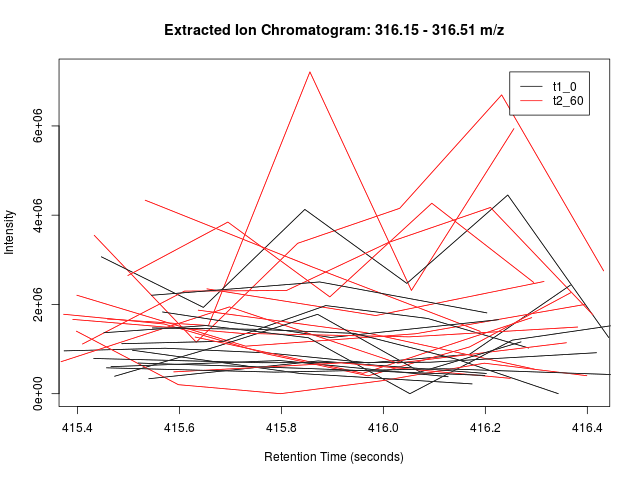 Extracted Ion Chromatogram: 316.15 - 316.51 m/z
t1_0
t2_60
Intensity
6e+06
4e+06
2e+06
0e+00
415.4 415.6 415.8 416.0 416.2 416.4
Retention Time (seconds)